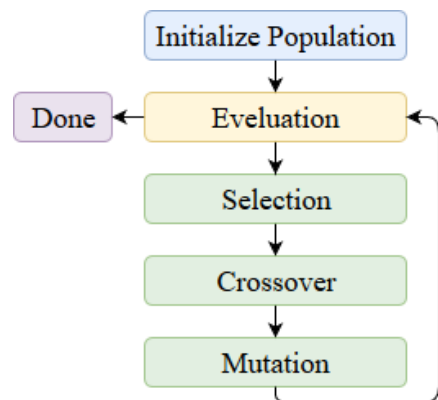 Initialize Population
Done
Eveluation
Selection
Crossover
Mutation